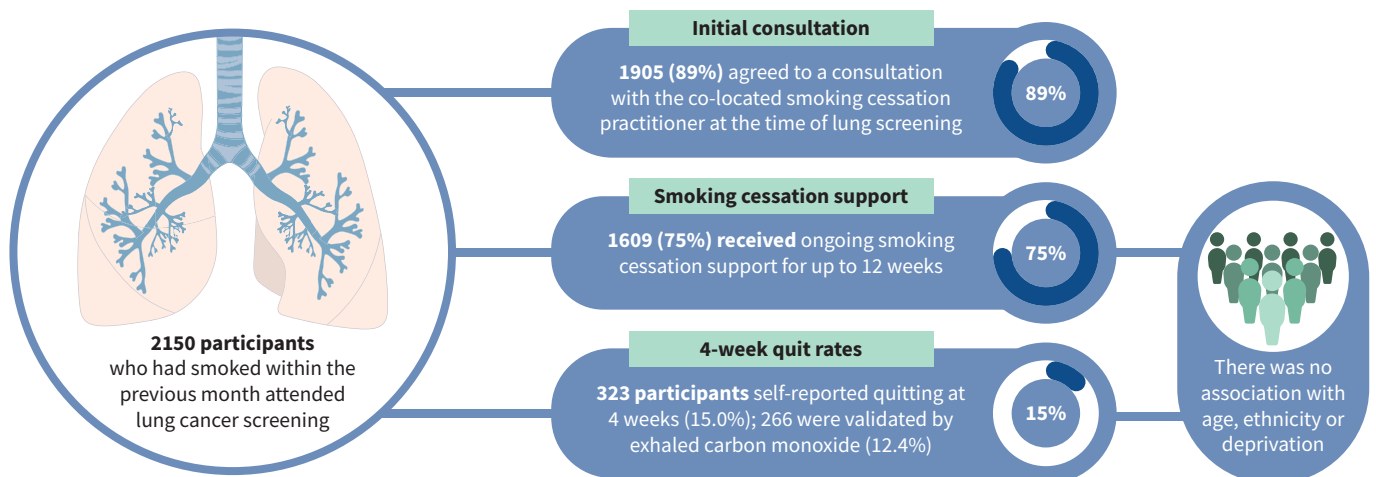 2150 participants
who had smoked within the
previous month attended
lung cancer screening
Initial consultation
1905 (89%) agreed to a consultation
with the co-located smoking cessation
practitioner at the time of lung screening
89%
Smoking cessation support
1609 (75%) received ongoing smoking
cessation support for up to 12 weeks
75%
4-week quit rates
323 participants self-reported quitting at
4 weeks (15.0%); 266 were validated by
exhaled carbon monoxide (12.4%)
15%
There was no
association with
age, ethnicity or
deprivation